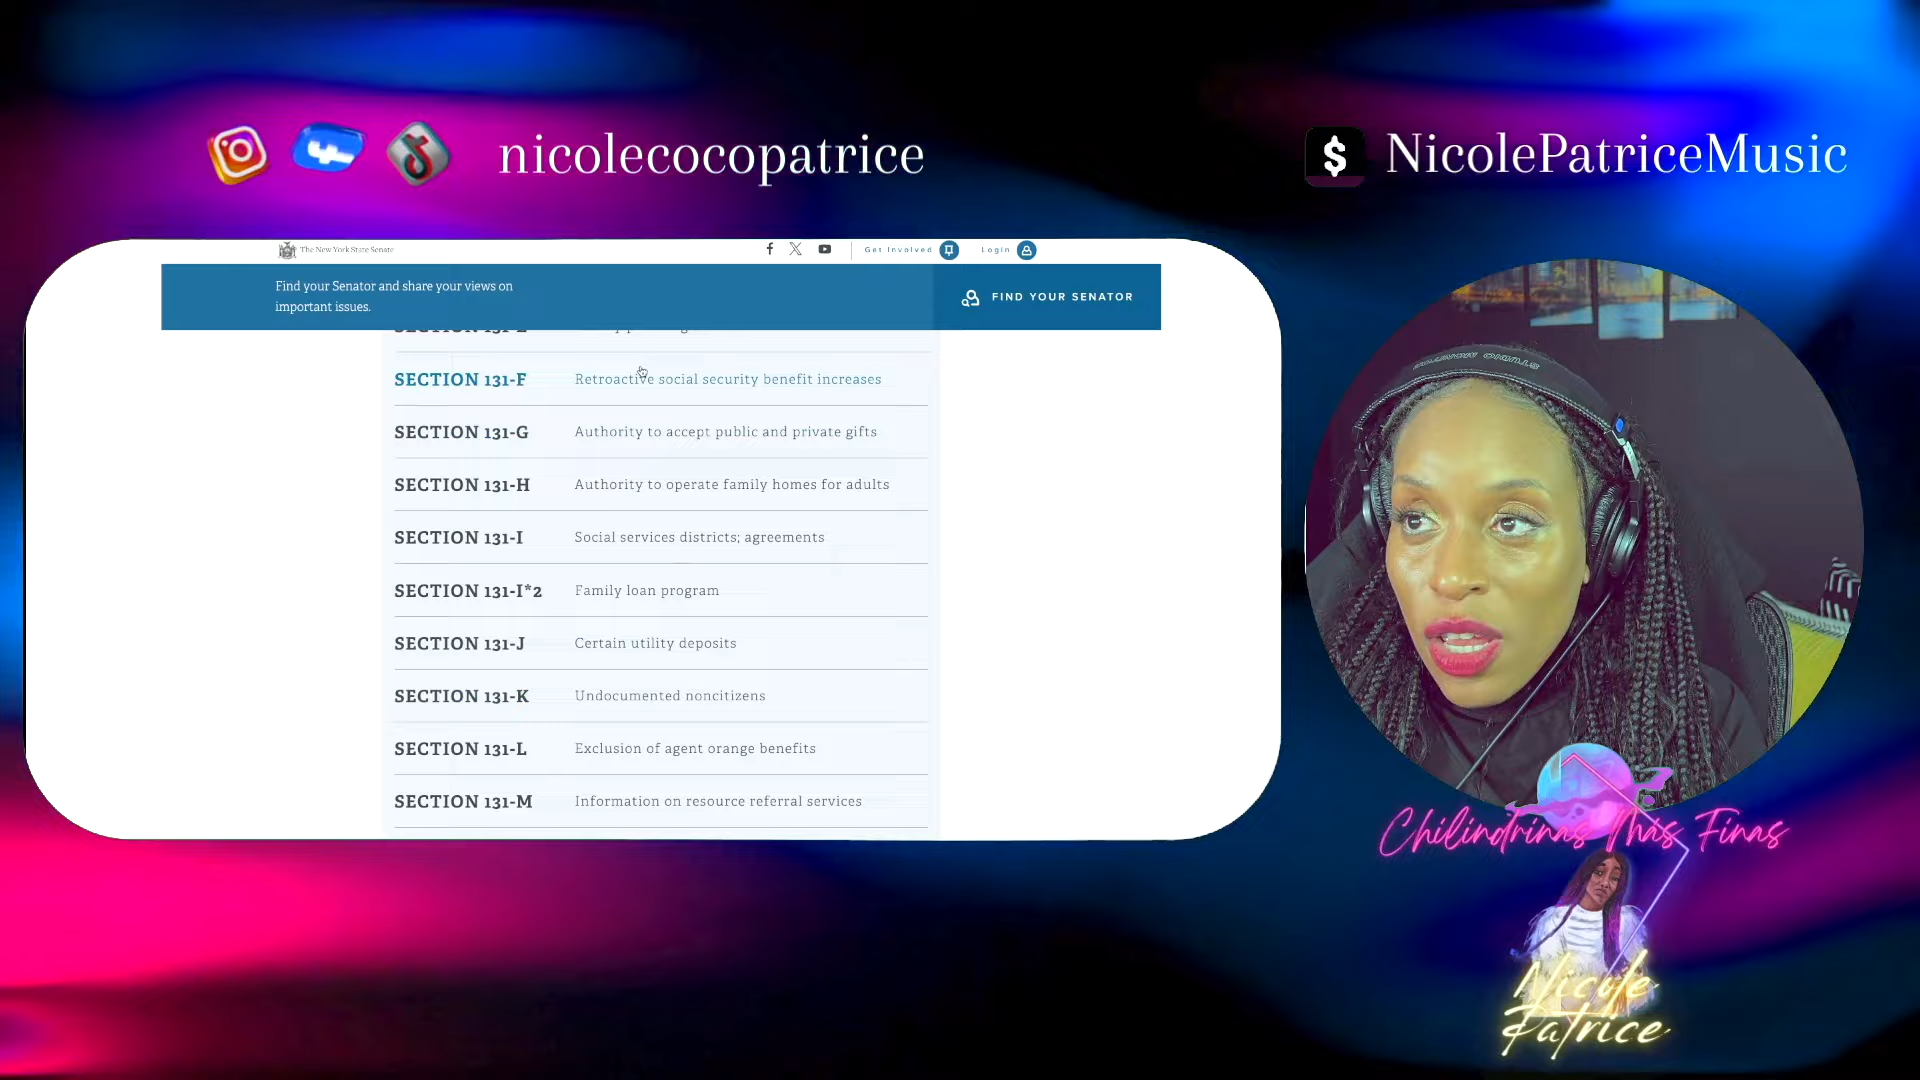 nicolecocopatrice
NicolePatriceMusic
The New York State Senate
Get Involved
Login
Find your Senator and share your views on
important issues.
FIND YOUR SENATOR
SECTION 131-F Retroactive social security benefit increases
SECTION 131-G Authority to accept public and private gifts
SECTION 131-H Authority to operate family homes for adults
SECTION 131-I Social services districts; agreements
SECTION 131-I*2 Family loan program
SECTION 131-J Certain utility deposits
SECTION 131-K Undocumented noncitizens
SECTION 131-L Exclusion of agent orange benefits
SECTION 131-M Information on resource referral services
Chilindrinas Más Finas
Nicole
Patrice